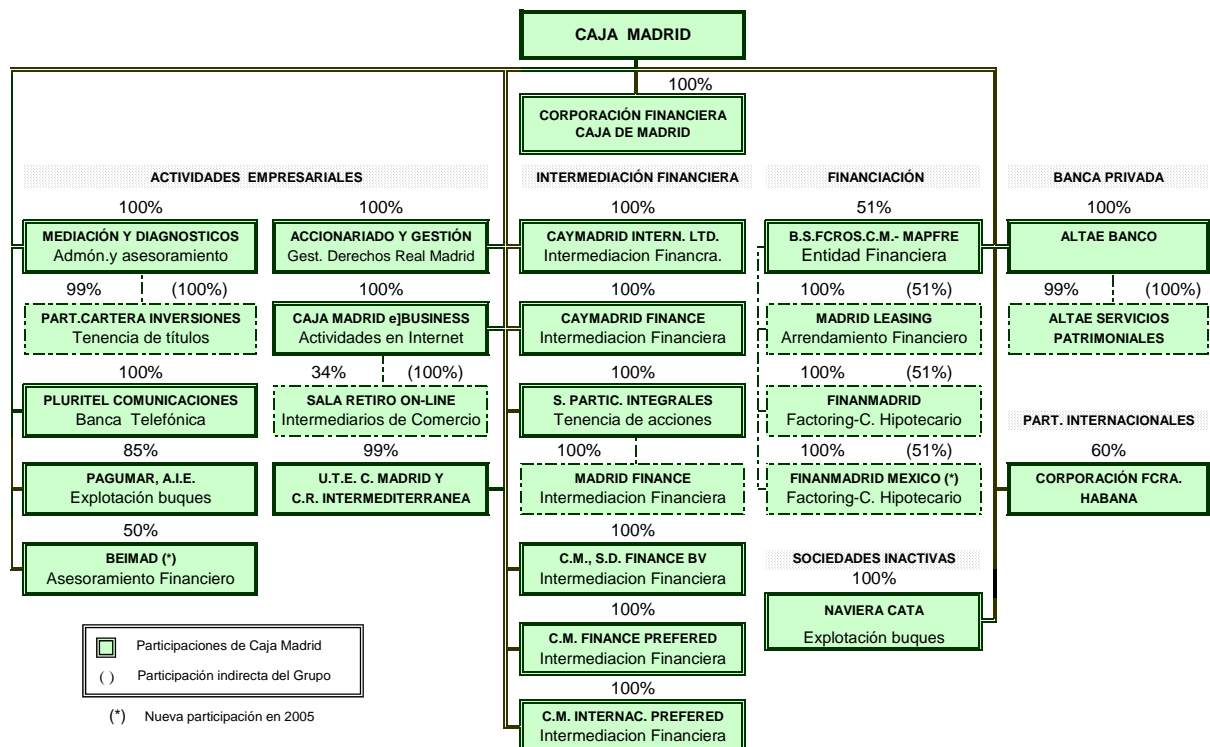 CAJA MADRID
100%
CORPORACIÓN FINANCIERA
CAJA DE MADRID
ACTIVIDADES EMPRESARIALES
100%
MEDIACIÓN Y DIAGNOSTICOS
Admón.y asesoramiento
99% (100%)
PART.CARTERA INVERSIONES
Tenencia de títulos
100%
PLURITEL COMUNICACIONES
Banca Telefónica
85%
PAGUMAR, A.I.E.
Explotación buques
50%
BEIMAD (*)
Asesoramiento Financiero
100%
ACCIONARIADO Y GESTIÓN
Gest. Derechos Real Madrid
100%
CAJA MADRID e]BUSINESS
Actividades en Internet
34% (100%)
SALA RETIRO ON-LINE
Intermediarios de Comercio
99%
U.T.E. C. MADRID Y
C.R. INTERMEDITERRANEA
INTERMEDIACIÓN FINANCIERA
100%
CAYMADRID INTERN. LTD.
Intermediacion Financra.
100%
CAYMADRID FINANCE
Intermediacion Financiera
100%
S. PARTIC. INTEGRALES
Tenencia de acciones
100%
MADRID FINANCE
Intermediacion Financiera
100%
C.M., S.D. FINANCE BV
Intermediacion Financiera
100%
C.M. FINANCE PREFERED
Intermediacion Financiera
100%
C.M. INTERNAC. PREFERED
Intermediacion Financiera
FINANCIACIÓN
51%
B.S.FCROS.C.M.- MAPFRE
Entidad Financiera
100% (51%)
MADRID LEASING
Arrendamiento Financiero
100% (51%)
FINANMADRID
Factoring-C. Hipotecario
100% (51%)
FINANMADRID MEXICO (*)
Factoring-C. Hipotecario
SOCIEDADES INACTIVAS
100%
NAVIERA CATA
Explotación buques
BANCA PRIVADA
100%
ALTAE BANCO
99% (100%)
ALTAE SERVICIOS
PATRIMONIALES
PART. INTERNACIONALES
60%
CORPORACIÓN FCRA.
HABANA
Participaciones de Caja Madrid
( ) Participación indirecta del Grupo
(*) Nueva participación en 2005